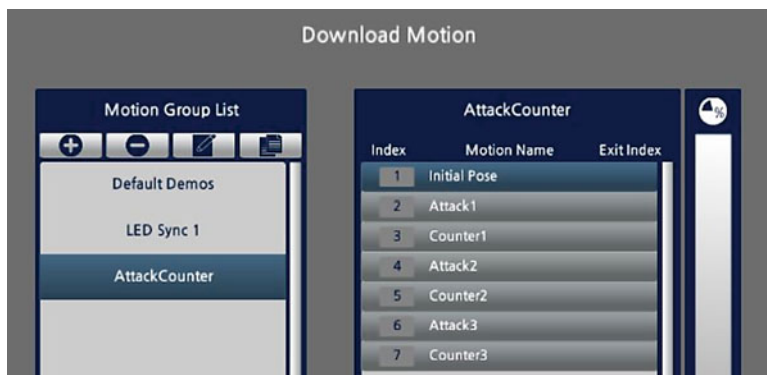 Download Motion
Motion Group List
Default Demos
LED Sync 1
AttackCounter
AttackCounter
%
Index Motion Name Exit Index
1 Initial Pose
2 Attack1
3 Counter1
4 Attack2
5 Counter2
6 Attack3
7 Counter3